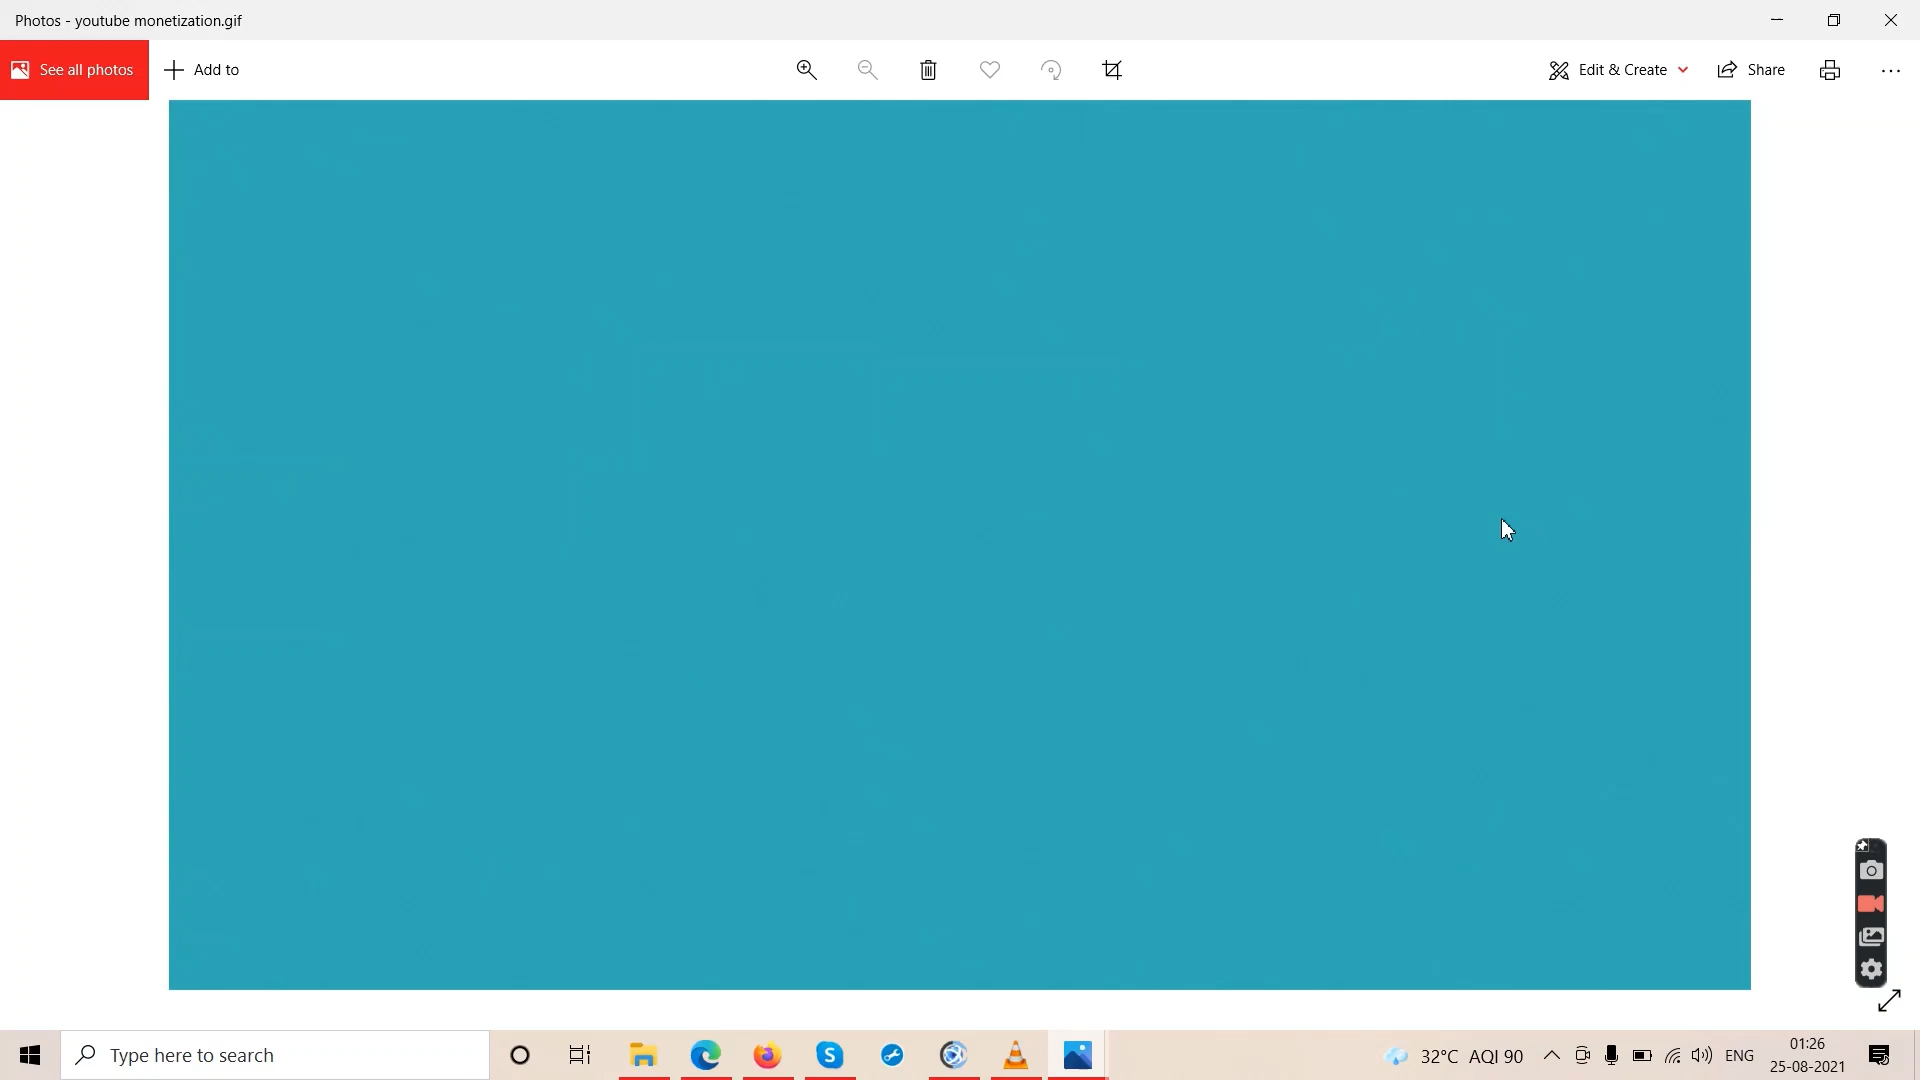 Photos - youtube monetization.gif
See all photos
Add to
Edit & Create
Share
Type here to search
S
32°C AQI 90
ENG
01:26
25-08-2021